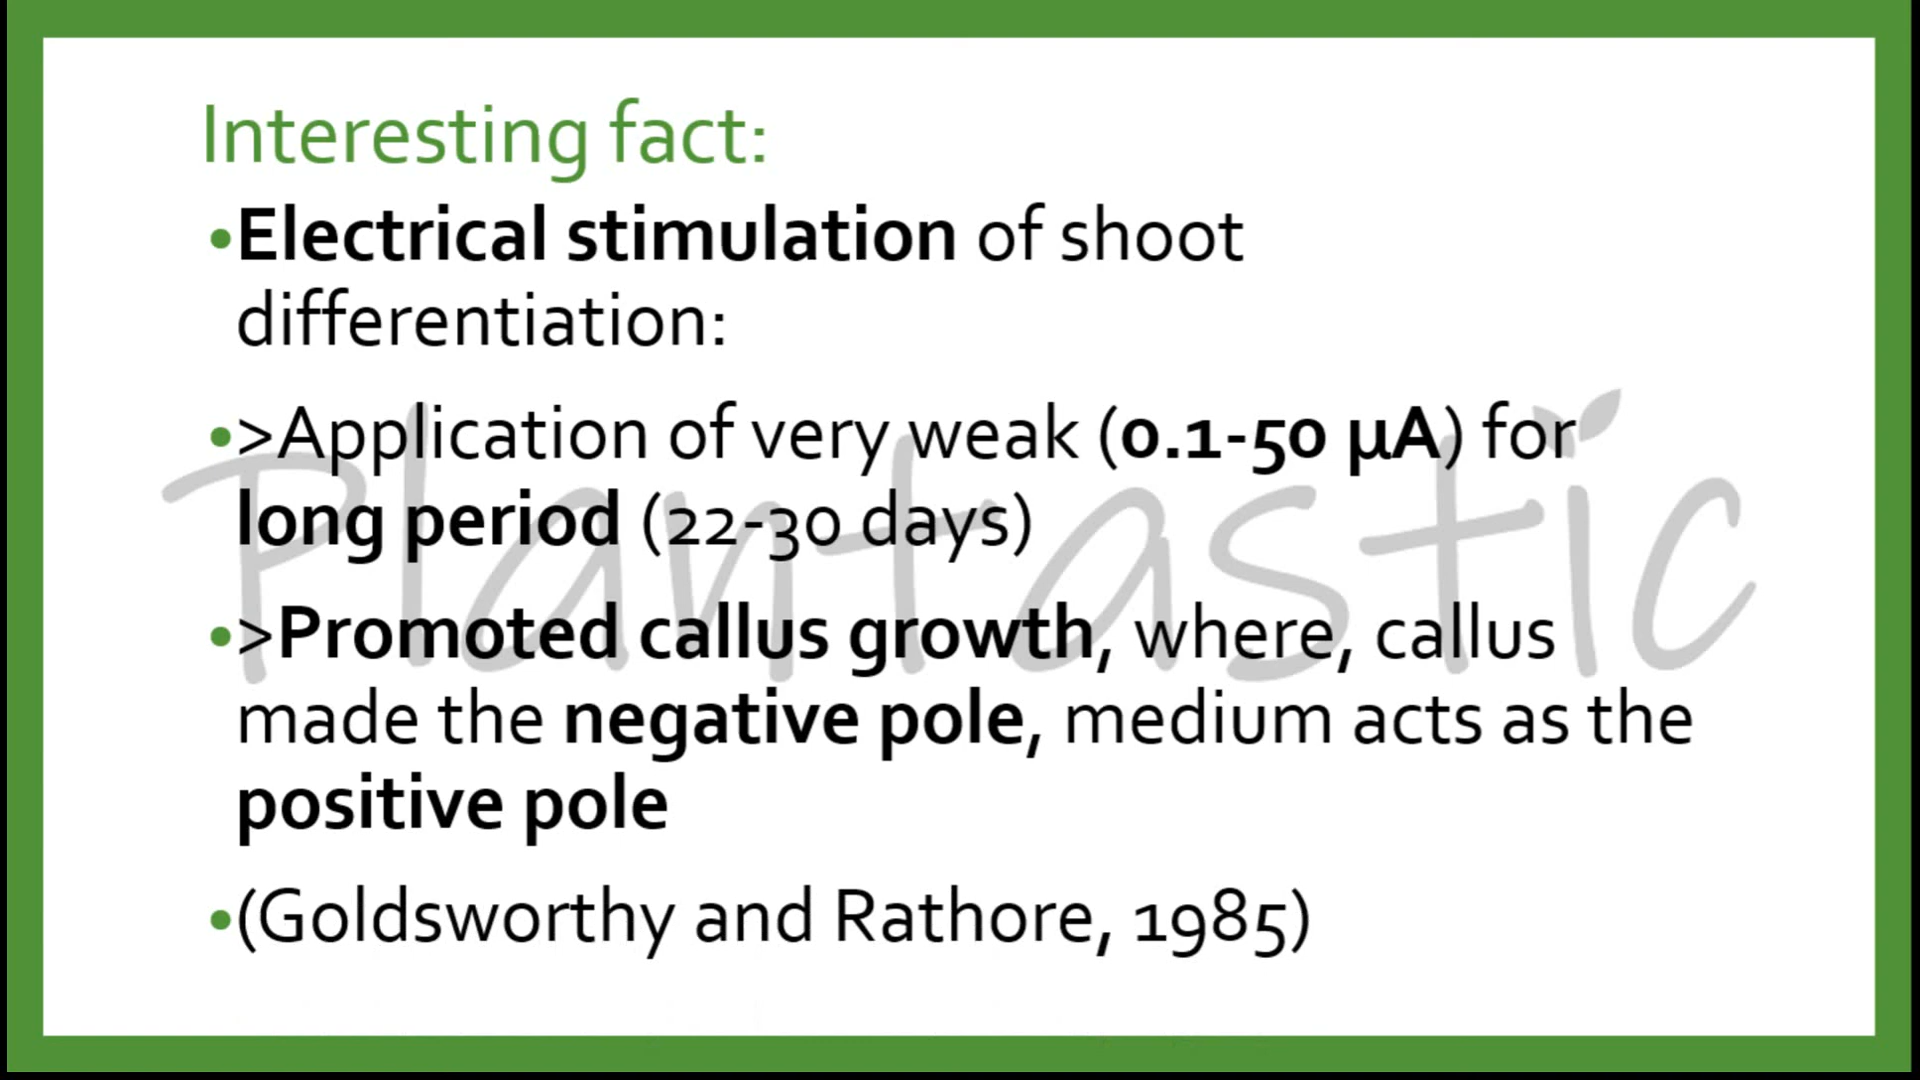 Interesting fact:
•Electrical stimulation of shoot
differentiation:
•>Application of very weak (0.1-50 µA) for
long period (22-30 days)
•>Promoted callus growth, where, callus
made the negative pole, medium acts as the
positive pole
•(Goldsworthy and Rathore, 1985)
Plantastic